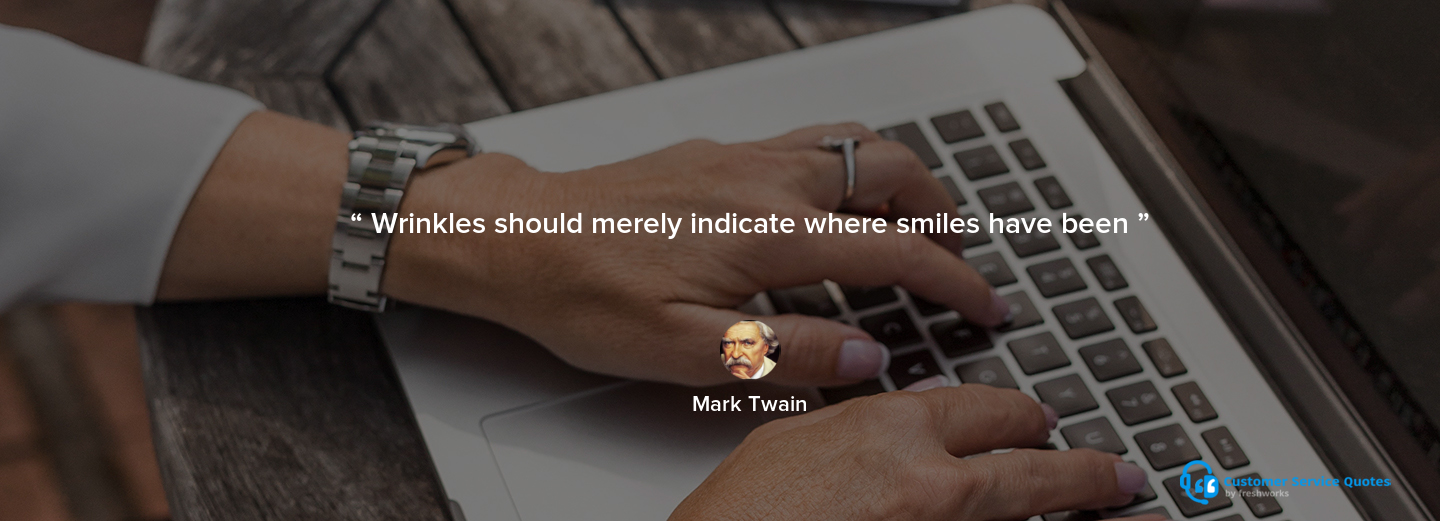 “ Wrinkles should merely indicate where smiles have been ”
Mark Twain
Customer Service Quotes
by freshworks